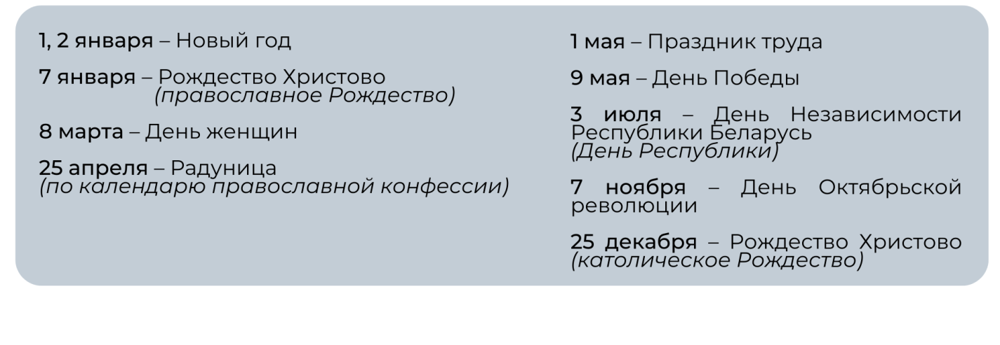 1, 2 января – Новый год
7 января – Рождество Христово
(православное Рождество)
8 марта – День женщин
25 апреля – Радуница
(по календарю православной конфессии)
1 мая – Праздник труда
9 мая – День Победы
3 июля – День Независимости
Республики Беларусь
(День Республики)
7 ноября – День Октябрьской
революции
25 декабря – Рождество Христово
(католическое Рождество)